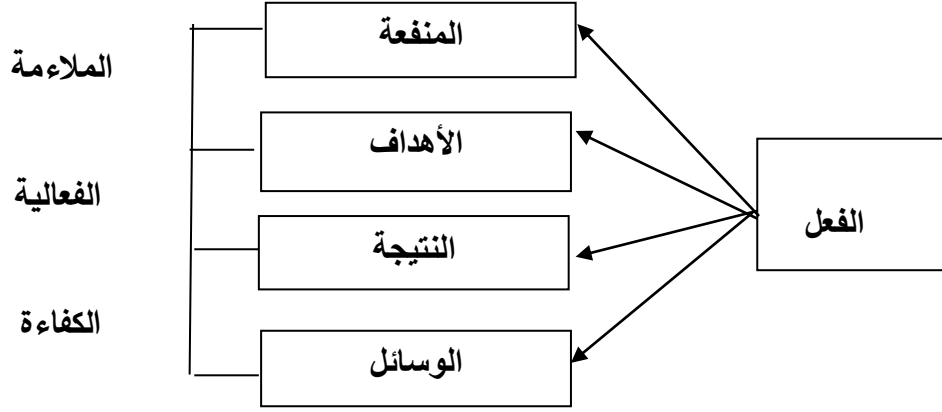 المنفعة
الملاءمة
الأهداف
الفعالية
الفعل
النتيجة
الكفاءة
الوسائل